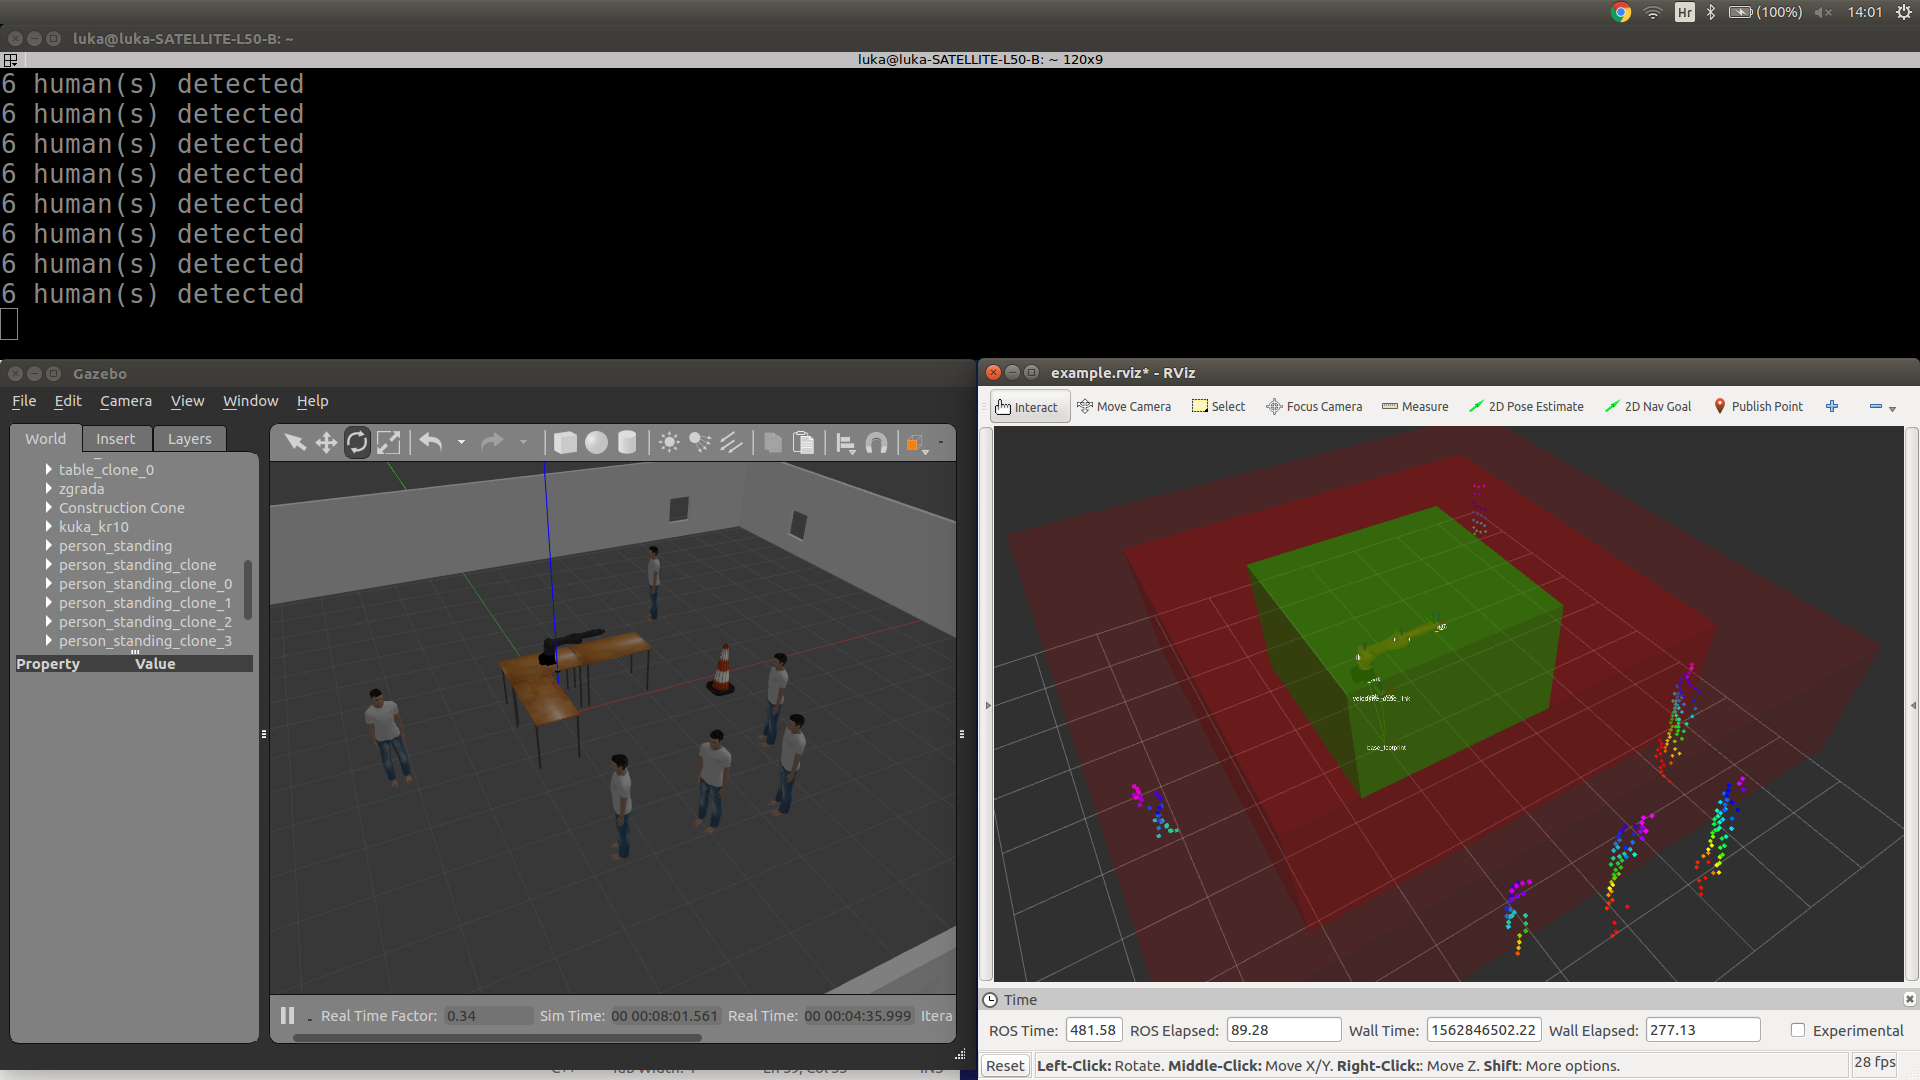 Hr (100%) 14:01
luka@luka-SATELLITE-L50-B: ~
luka@luka-SATELLITE-L50-B: ~ 120x9
6 human(s) detected
6 human(s) detected
6 human(s) detected
6 human(s) detected
6 human(s) detected
6 human(s) detected
6 human(s) detected
6 human(s) detected
Gazebo
File Edit Camera View Window Help
World Insert Layers
table_clone_0
zgrada
Construction Cone
kuka_kr10
person_standing
person_standing_clone
person_standing_clone_0
person_standing_clone_1
person_standing_clone_2
person_standing_clone_3
Property Value
Real Time Factor: 0.34 Sim Time: 00 00:08:01.561 Real Time: 00 00:04:35.999 Itera
example.rviz* - RViz
Interact Move Camera Select Focus Camera Measure 2D Pose Estimate 2D Nav Goal Publish Point
base_footprint
Time
ROS Time: 481.58 ROS Elapsed: 89.28 Wall Time: 1562846502.22 Wall Elapsed: 277.13 Experimental
Reset Left-Click: Rotate. Middle-Click: Move X/Y. Right-Click:: Move Z. Shift: More options. 28 fps